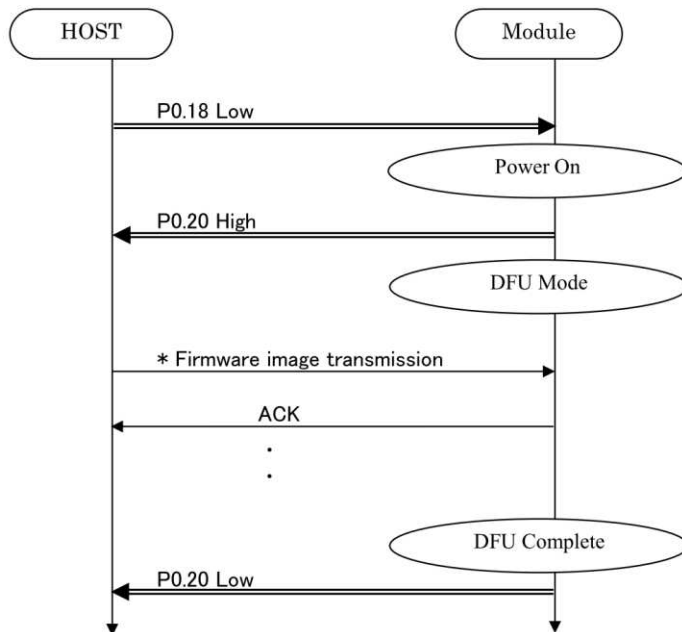 HOST
Module
P0.18 Low
Power On
P0.20 High
DFU Mode
* Firmware image transmission
ACK
.
.
DFU Complete
P0.20 Low